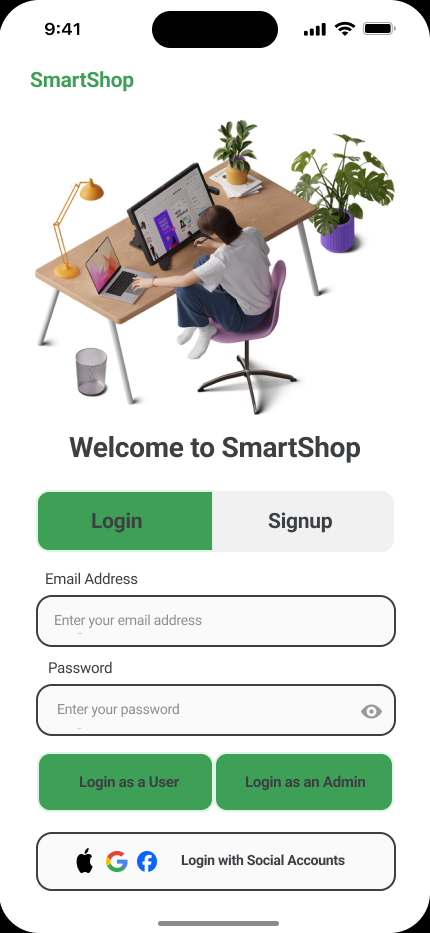 9:41
SmartShop
Welcome to SmartShop
Login Signup
Email Address
Enter your email address
Password
Enter your password
Login as a User Login as an Admin
Login with Social Accounts